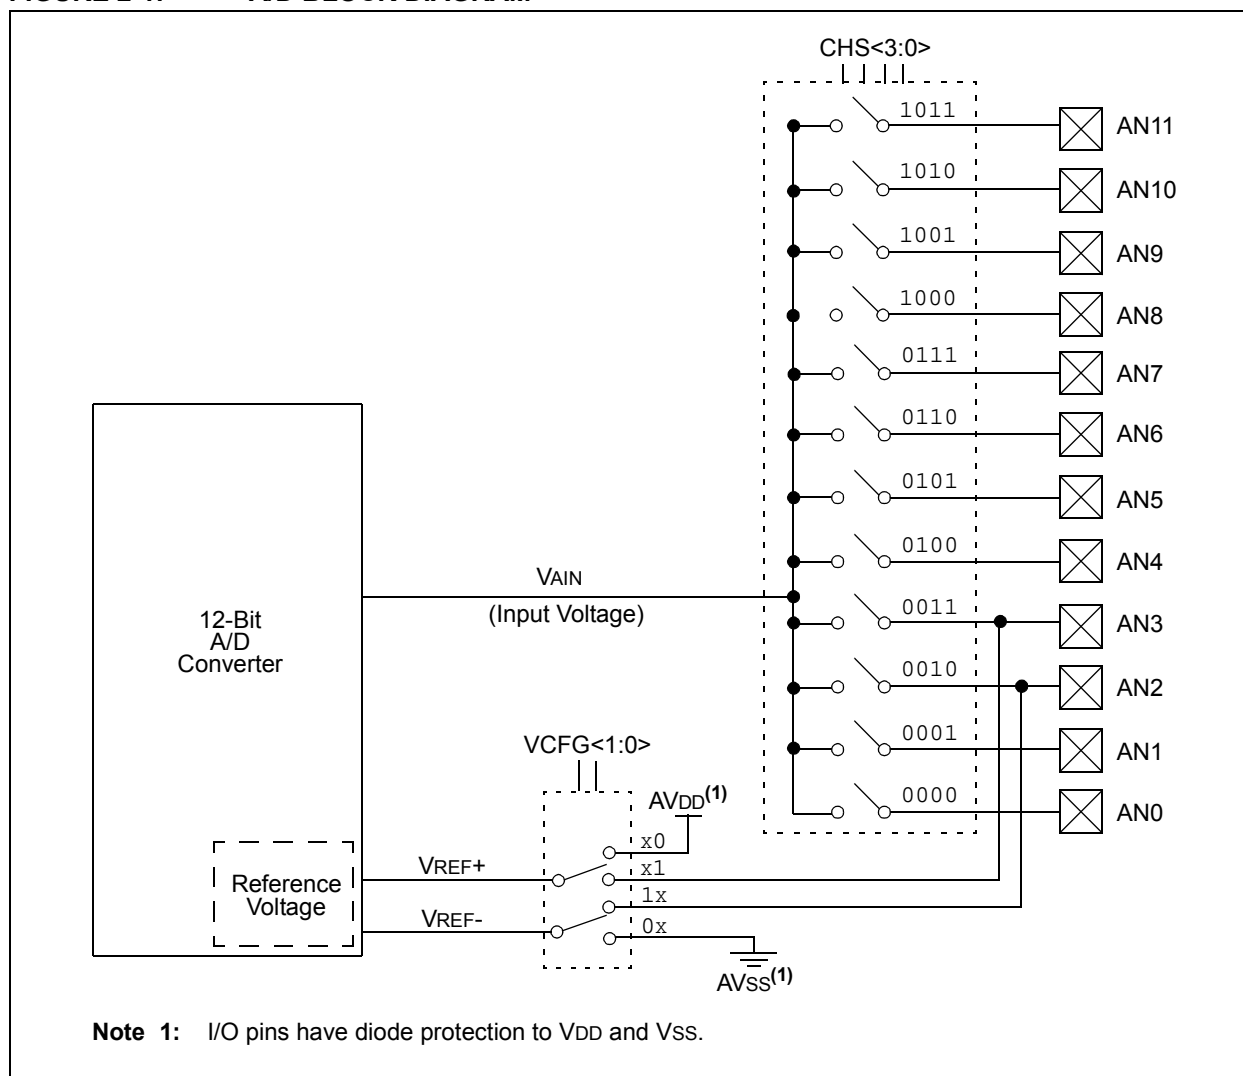 CHS<3:0>
1011 AN11
1010 AN10
1001 AN9
1000 AN8
0111 AN7
0110 AN6
0101 AN5
0100 AN4
VAIN
(Input Voltage)
0011 AN3
12-Bit
A/D
Converter
0010 AN2
VCFG<1:0>
0001 AN1
0000 AN0
AVDD(1)
x0
VREF+
x1
Reference
Voltage
1x
VREF-
0x
AVSS(1)
Note 1: I/O pins have diode protection to VDD and VSS.